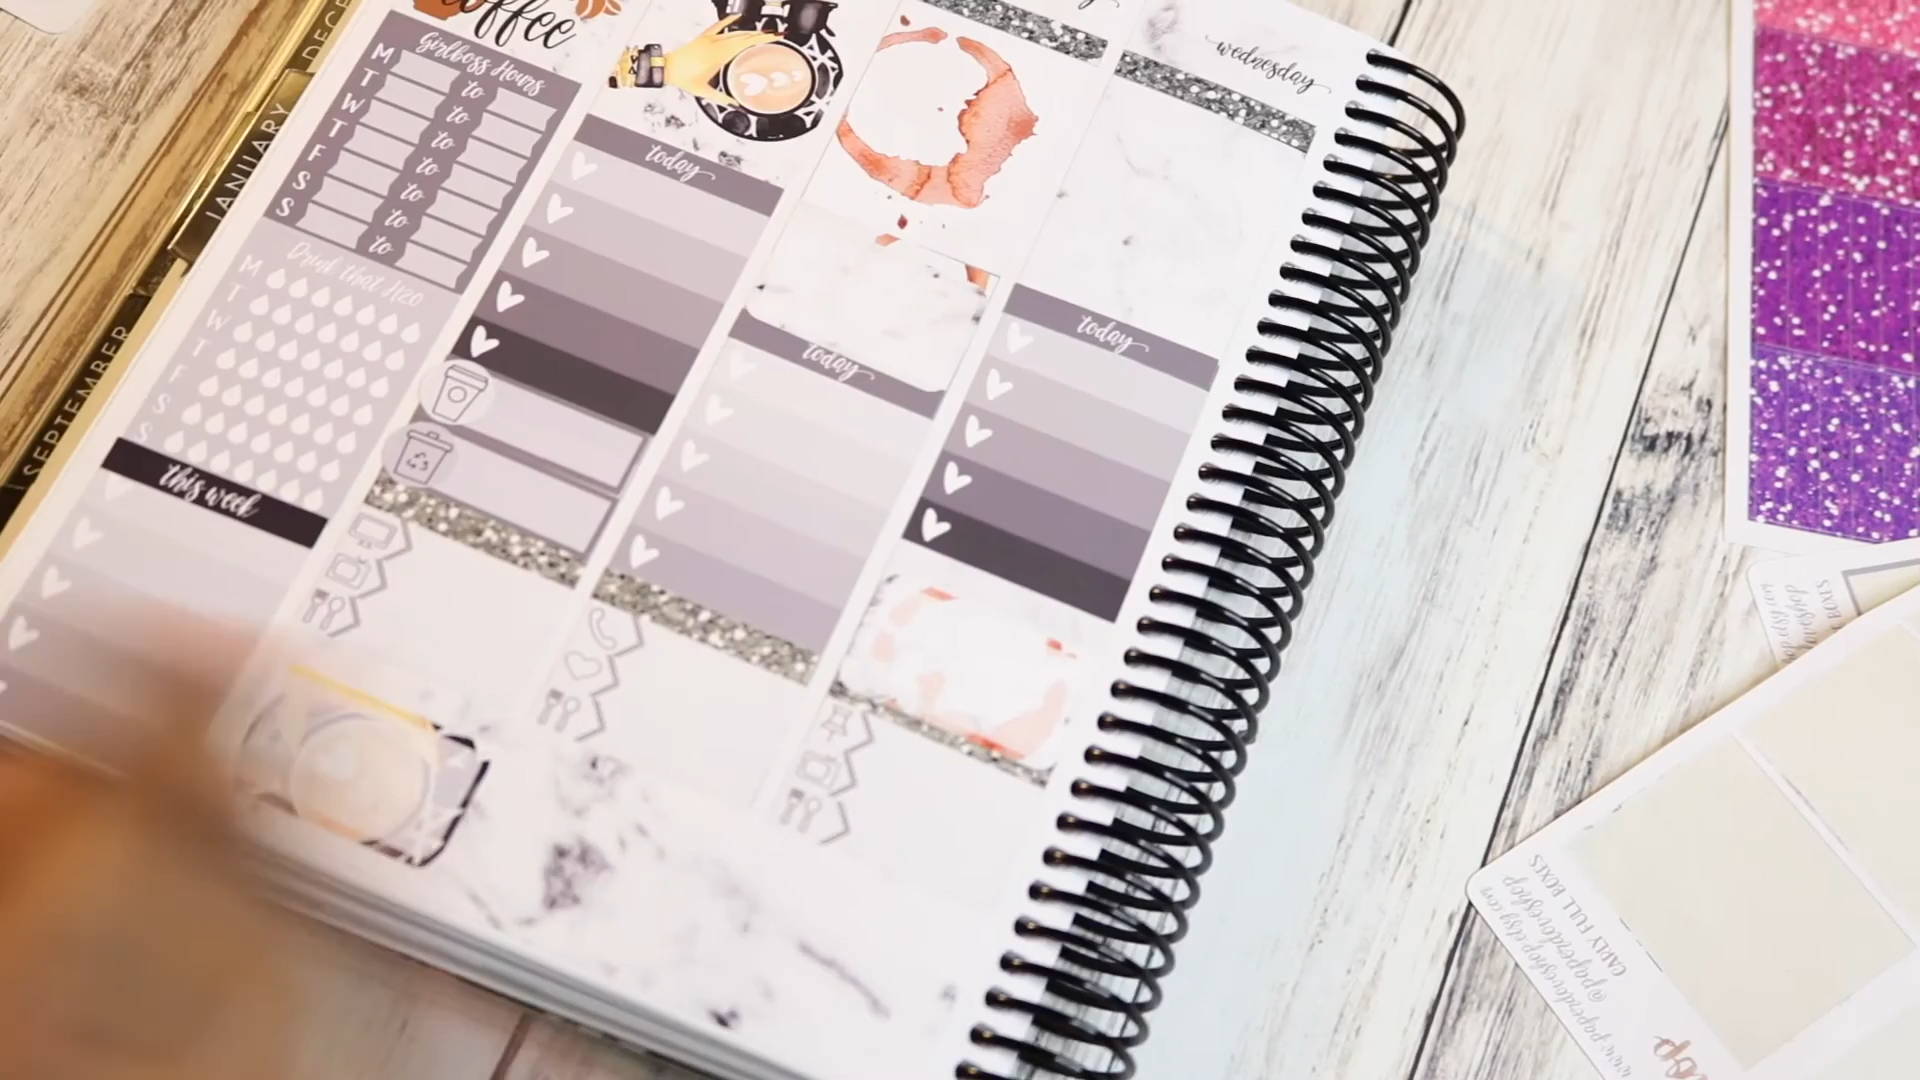 coffee
Girlboss Hours
M to
T to
W to
T to
F to
S to
S to
Drink that H2O
M
T
W
T
F
S
S
this week
today
today
wednesday
today
JANUARY
SEPTEMBER
CARLY FULL BOXES
@paperdoveshop